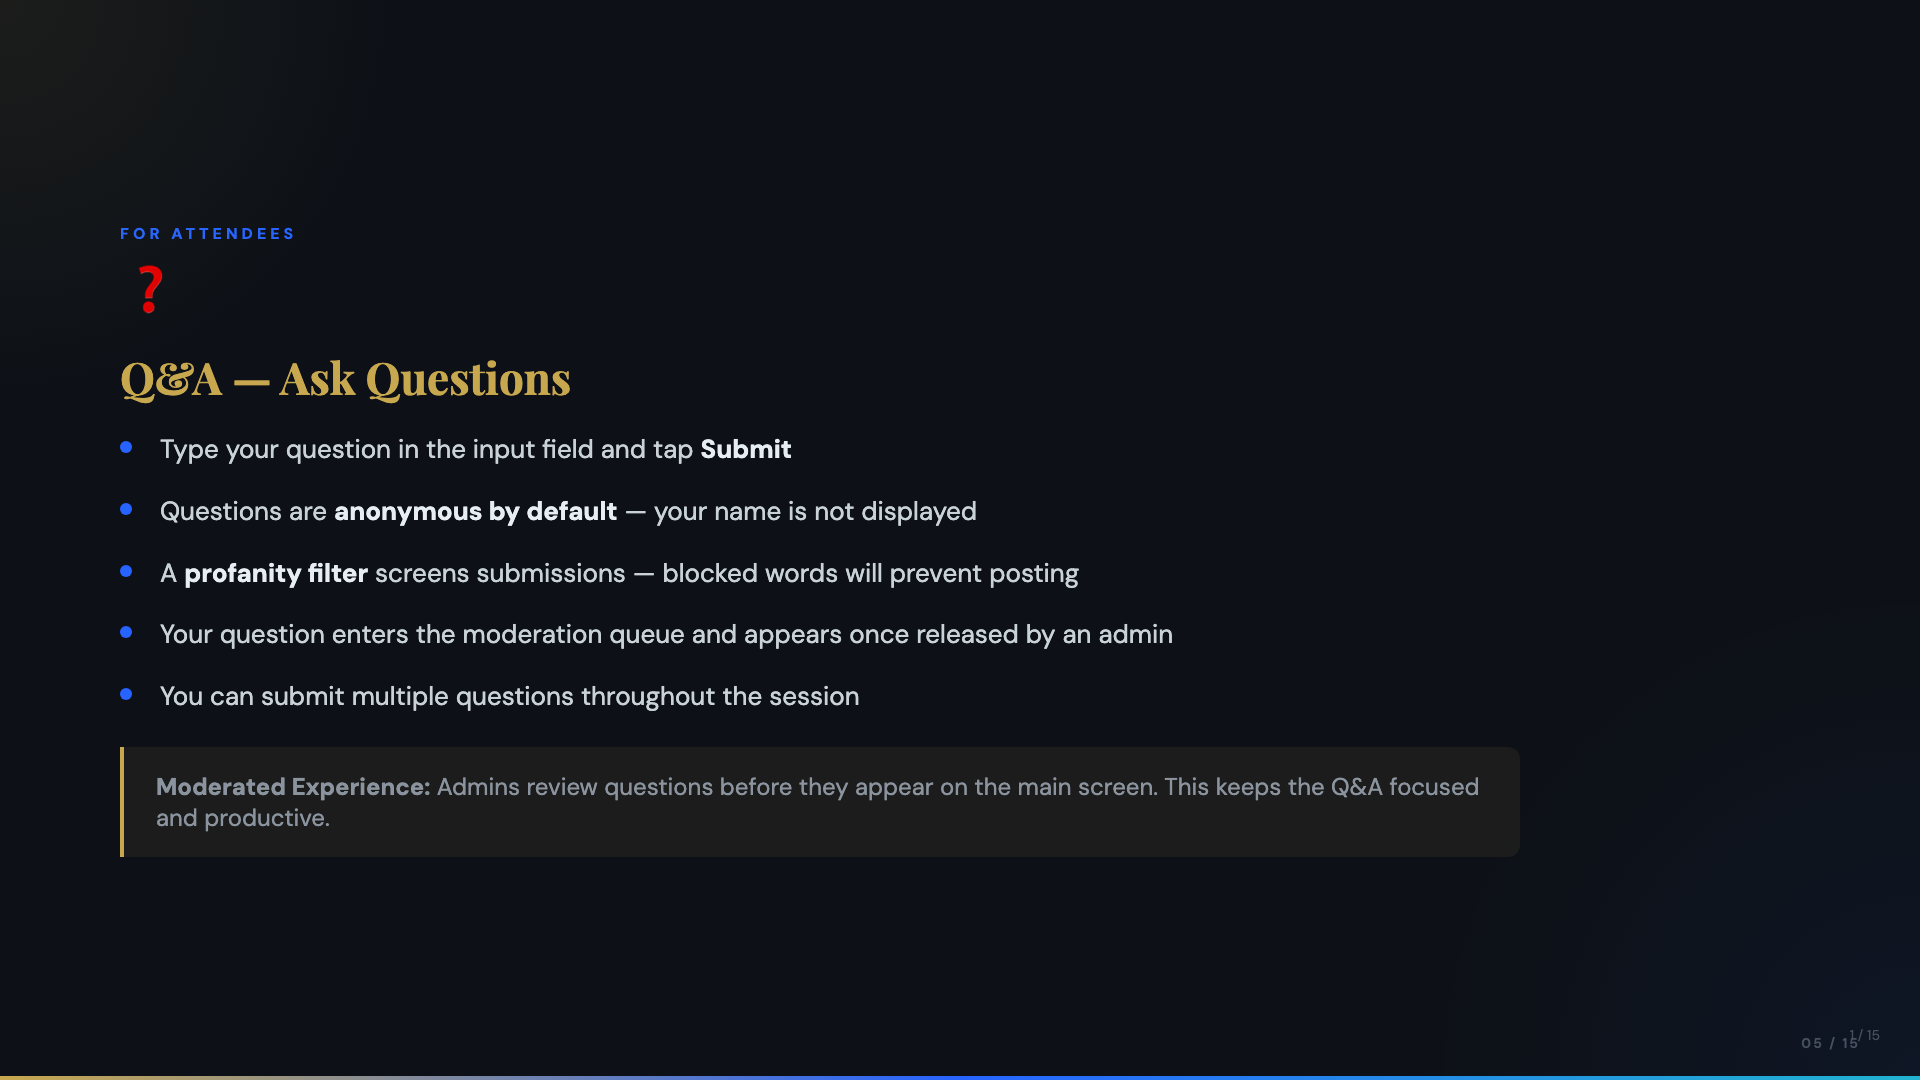 FOR ATTENDEES
❓
Q&A — Ask Questions
Type your question in the input field and tap Submit
Questions are anonymous by default — your name is not displayed
A profanity filter screens submissions — blocked words will prevent posting
Your question enters the moderation queue and appears once released by an admin
You can submit multiple questions throughout the session
Moderated Experience: Admins review questions before they appear on the main screen. This keeps the Q&A focused
and productive.
1 / 15
05 / 15